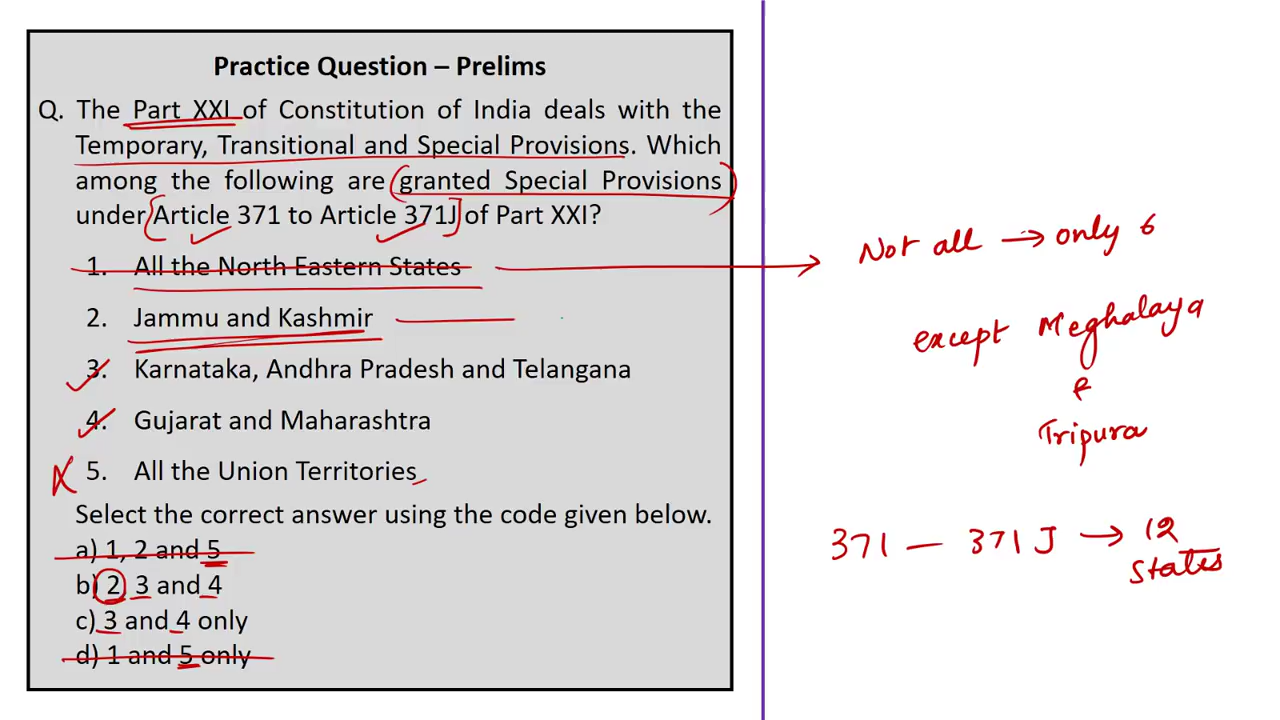 Practice Question – Prelims
Q. The Part XXI of Constitution of India deals with the
Temporary, Transitional and Special Provisions. Which
among the following are granted Special Provisions
under Article 371 to Article 371J of Part XXI?
1. All the North Eastern States
2. Jammu and Kashmir
3. Karnataka, Andhra Pradesh and Telangana
4. Gujarat and Maharashtra
5. All the Union Territories
Select the correct answer using the code given below.
a) 1, 2 and 5
b) 2, 3 and 4
c) 3 and 4 only
d) 1 and 5 only
Not all → only 6
except Meghalaya
&
Tripura
371 — 371 J → 12
States